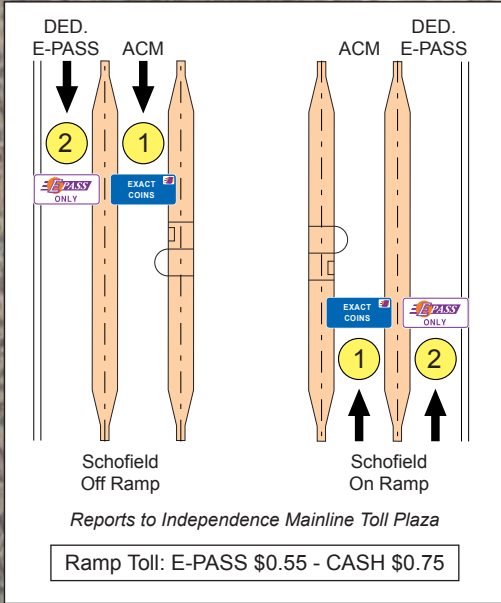 DED.
E-PASS
ACM
2
1
E PASS
ONLY
EXACT
COINS
Schofield
Off Ramp
ACM
DED.
E-PASS
EXACT
COINS
E PASS
ONLY
1
2
Schofield
On Ramp
Reports to Independence Mainline Toll Plaza
Ramp Toll: E-PASS $0.55 - CASH $0.75